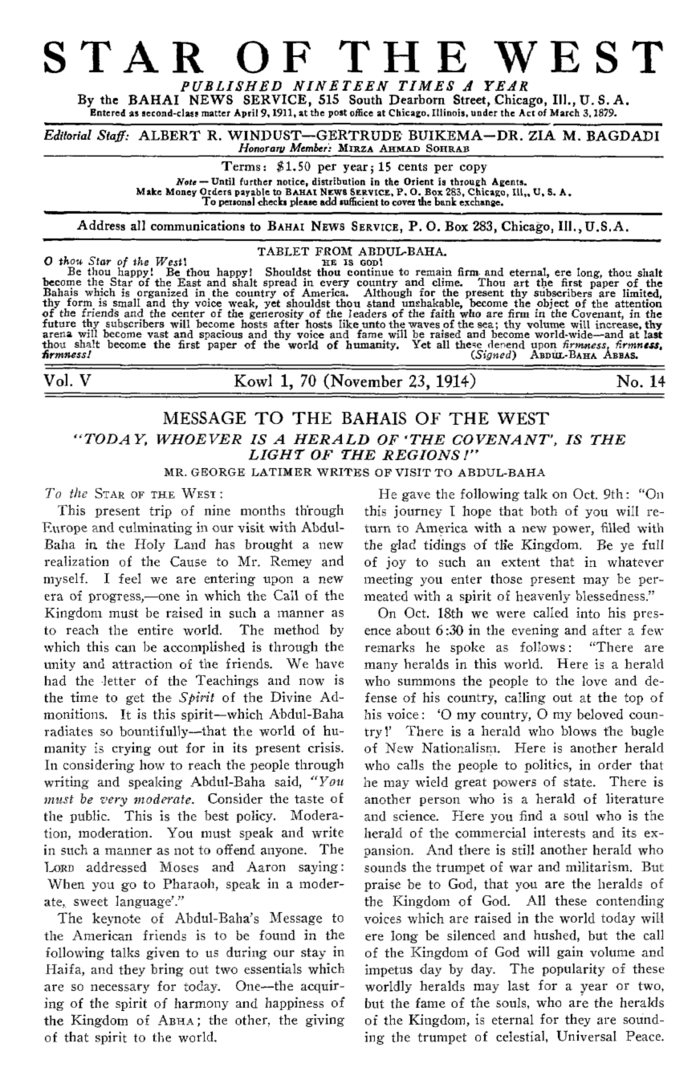 STAR OF THE WEST
PUBLISHED NINETEEN TIMES A YEAR
By the BAHAI NEWS SERVICE, 515 South Dearborn Street, Chicago, Ill., U. S. A.
Entered as second-class matter April 9, 1911, at the post office at Chicago, Illinois, under the Act of March 3, 1879.
Editorial Staff: ALBERT R. WINDUST—GERTRUDE BUIKEMA—DR. ZIA M. BAGDADI
Honorary Member: MIRZA AHMAD SOHRAB
Terms: $1.50 per year; 15 cents per copy
Note — Until further notice, distribution in the Orient is through Agents.
Make Money Orders payable to BAHAI NEWS SERVICE, P. O. Box 283, Chicago, Ill., U. S. A.
To personal checks please add sufficient to cover the bank exchange.
Address all communications to BAHAI NEWS SERVICE, P. O. Box 283, Chicago, Ill., U.S.A.
TABLET FROM ABDUL-BAHA.
O thou Star of the West! HE IS GOD!
Be thou happy! Be thou happy! Shouldst thou continue to remain firm and eternal, ere long, thou shalt
become the Star of the East and shalt spread in every country and clime. Thou art the first paper of the
Bahais which is organized in the country of America. Although for the present thy subscribers are limited,
thy form is small and thy voice weak, yet shouldst thou stand unshakable, become the object of the attention
of the friends and the center of the generosity of the leaders of the faith who are firm in the Covenant, in the
future thy subscribers will become hosts after hosts like unto the waves of the sea; thy volume will increase, thy
arena will become vast and spacious and thy voice and fame will be raised and become world-wide—and at last
thou shalt become the first paper of the world of humanity. Yet all these depend upon firmness, firmness,
firmness! (Signed) ABDUL-BAHA ABBAS.
Vol. V Kowl 1, 70 (November 23, 1914) No. 14
MESSAGE TO THE BAHAIS OF THE WEST
"TODAY, WHOEVER IS A HERALD OF 'THE COVENANT', IS THE
LIGHT OF THE REGIONS!"
MR. GEORGE LATIMER WRITES OF VISIT TO ABDUL-BAHA
To the STAR OF THE WEST:
This present trip of nine months through
Europe and culminating in our visit with Abdul-
Baha in the Holy Land has brought a new
realization of the Cause to Mr. Remey and
myself. I feel we are entering upon a new
era of progress,—one in which the Call of the
Kingdom must be raised in such a manner as
to reach the entire world. The method by
which this can be accomplished is through the
unity and attraction of the friends. We have
had the letter of the Teachings and now is
the time to get the Spirit of the Divine Ad-
monitions. It is this spirit—which Abdul-Baha
radiates so bountifully—that the world of hu-
manity is crying out for in its present crisis.
In considering how to reach the people through
writing and speaking Abdul-Baha said, "You
must be very moderate. Consider the taste of
the public. This is the best policy. Modera-
tion, moderation. You must speak and write
in such a manner as not to offend anyone. The
LORD addressed Moses and Aaron saying:
When you go to Pharaoh, speak in a moder-
ate, sweet language'."
The keynote of Abdul-Baha's Message to
the American friends is to be found in the
following talks given to us during our stay in
Haifa, and they bring out two essentials which
are so necessary for today. One—the acquir-
ing of the spirit of harmony and happiness of
the Kingdom of ABHA; the other, the giving
of that spirit to the world.
He gave the following talk on Oct. 9th: "On
this journey I hope that both of you will re-
turn to America with a new power, filled with
the glad tidings of the Kingdom. Be ye full
of joy to such an extent that in whatever
meeting you enter those present may be per-
meated with a spirit of heavenly blessedness."
On Oct. 18th we were called into his pres-
ence about 6:30 in the evening and after a few
remarks he spoke as follows: "There are
many heralds in this world. Here is a herald
who summons the people to the love and de-
fense of his country, calling out at the top of
his voice: 'O my country, O my beloved coun-
try!' There is a herald who blows the bugle
of New Nationalism. Here is another herald
who calls the people to politics, in order that
he may wield great powers of state. There is
another person who is a herald of literature
and science. Here you find a soul who is the
herald of the commercial interests and its ex-
pansion. And there is still another herald who
sounds the trumpet of war and militarism. But
praise be to God, that you are the heralds of
the Kingdom of God. All these contending
voices which are raised in the world today will
ere long be silenced and hushed, but the call
of the Kingdom of God will gain volume and
impetus day by day. The popularity of these
worldly heralds may last for a year or two,
but the fame of the souls, who are the heralds
of the Kingdom, is eternal for they are sound-
ing the trumpet of celestial, Universal Peace.